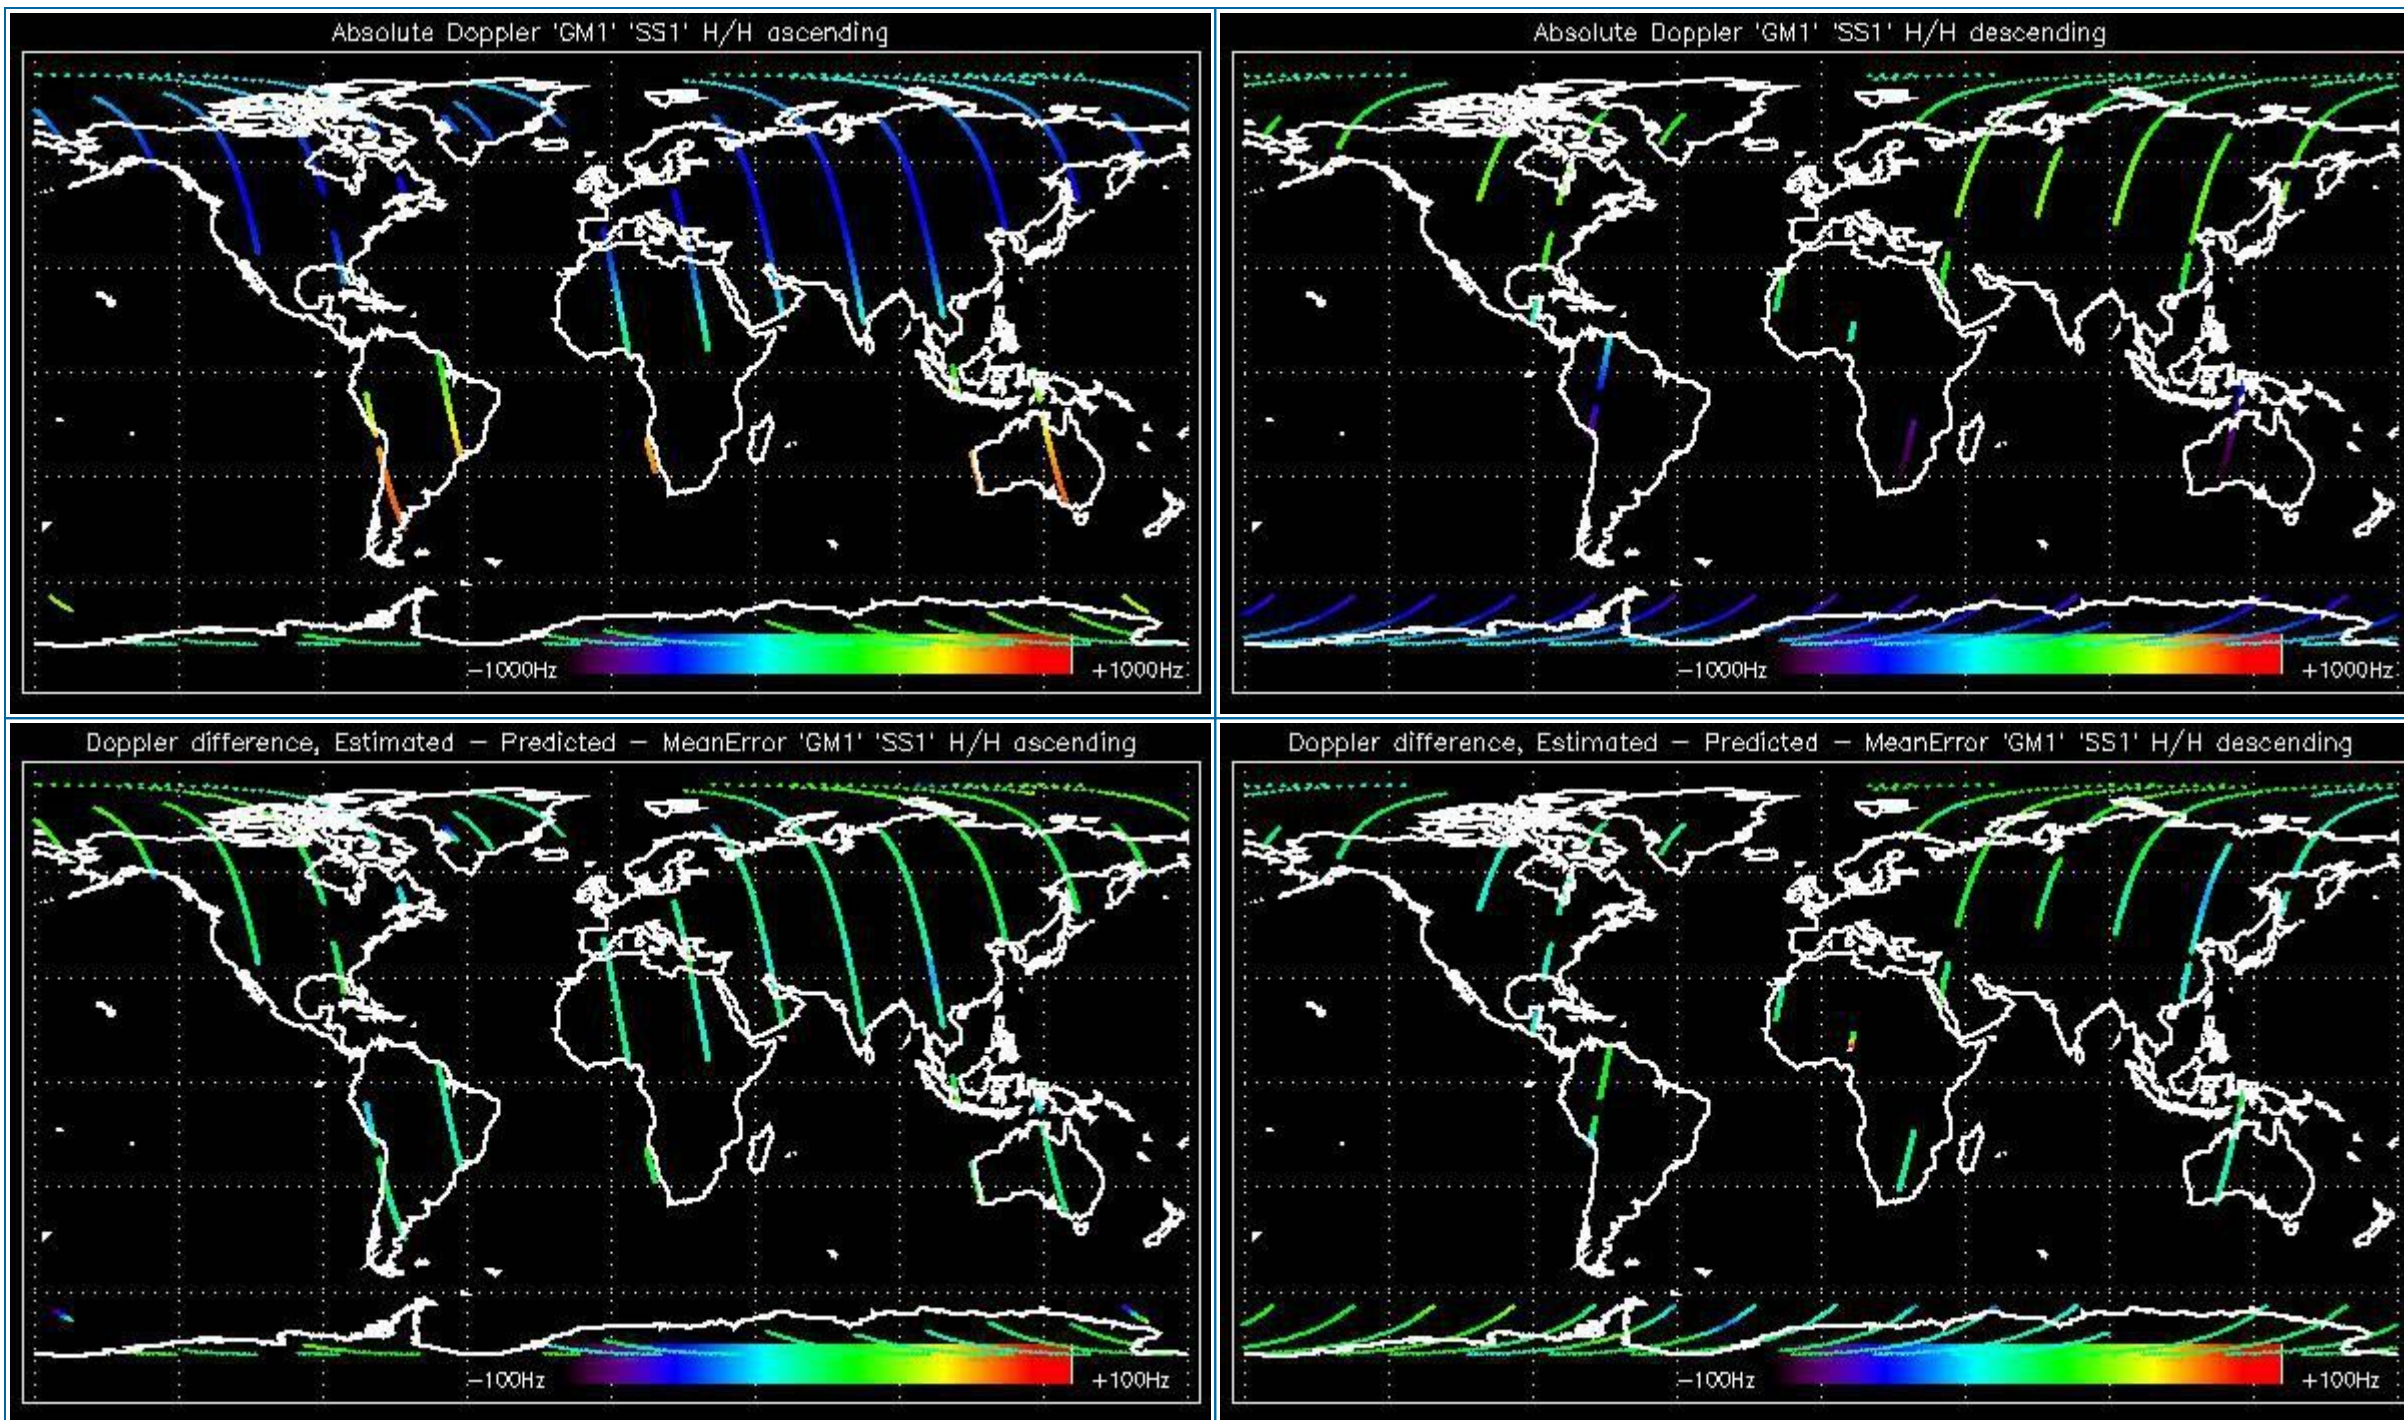 Absolute Doppler 'GM1' 'SS1' H/H ascending
-1000Hz +1000Hz
Absolute Doppler 'GM1' 'SS1' H/H descending
-1000Hz +1000Hz
Doppler difference, Estimated - Predicted - MeanError 'GM1' 'SS1' H/H ascending
-100Hz +100Hz
Doppler difference, Estimated - Predicted - MeanError 'GM1' 'SS1' H/H descending
-100Hz +100Hz